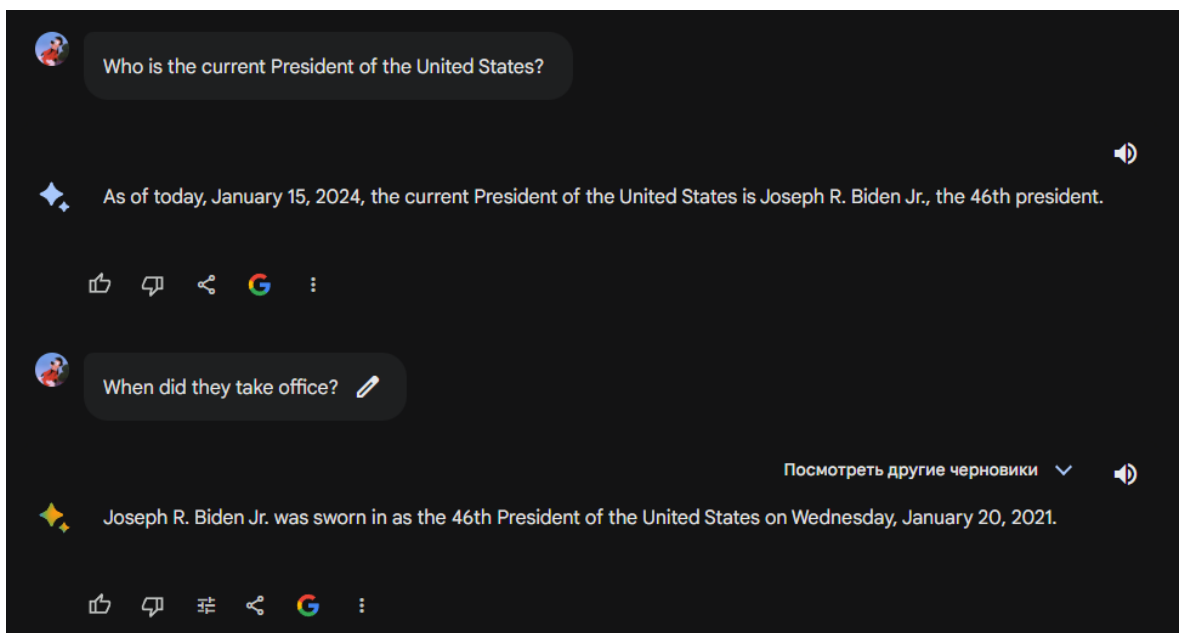 Who is the current President of the United States?
As of today, January 15, 2024, the current President of the United States is Joseph R. Biden Jr., the 46th president.
When did they take office?
Посмотреть другие черновики
Joseph R. Biden Jr. was sworn in as the 46th President of the United States on Wednesday, January 20, 2021.